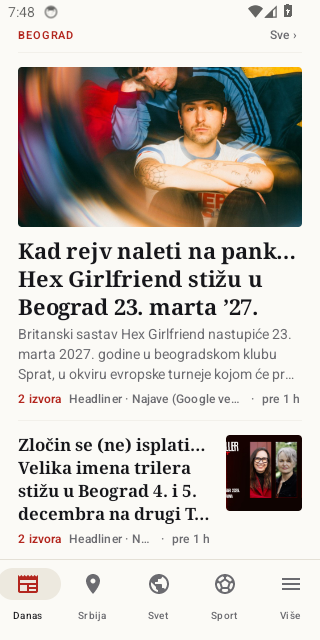 7:48
BEOGRAD
Sve ›
Kad rejv naleti na pank...
Hex Girlfriend stižu u
Beograd 23. marta ’27.
Britanski sastav Hex Girlfriend nastupiće 23.
marta 2027. godine u beogradskom klubu
Sprat, u okviru evropske turneje kojom će pr...
2 izvora Headliner · Najave (Google ve... · pre 1 h
Zločin se (ne) isplati...
Velika imena trilera
stižu u Beograd 4. i 5.
decembra na drugi T...
2 izvora Headliner · N... · pre 1 h
Danas
Srbija
Svet
Sport
Više